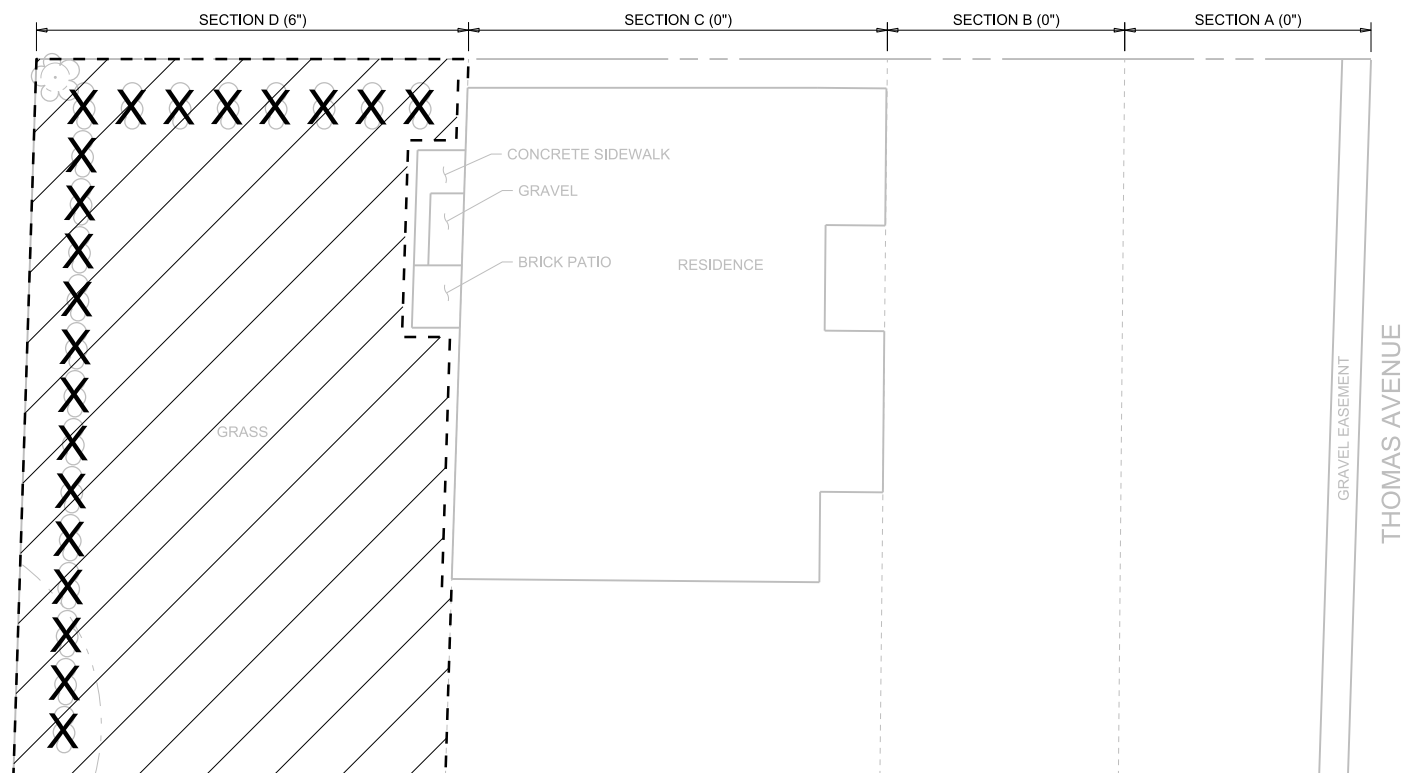 SECTION D (6")
SECTION C (0")
SECTION B (0")
SECTION A (0")
X X X X X X X X
X
X
X
X
X
X
X
X
X
X
X
X
X
CONCRETE SIDEWALK
GRAVEL
BRICK PATIO
RESIDENCE
GRASS
GRAVEL EASEMENT
THOMAS AVENUE